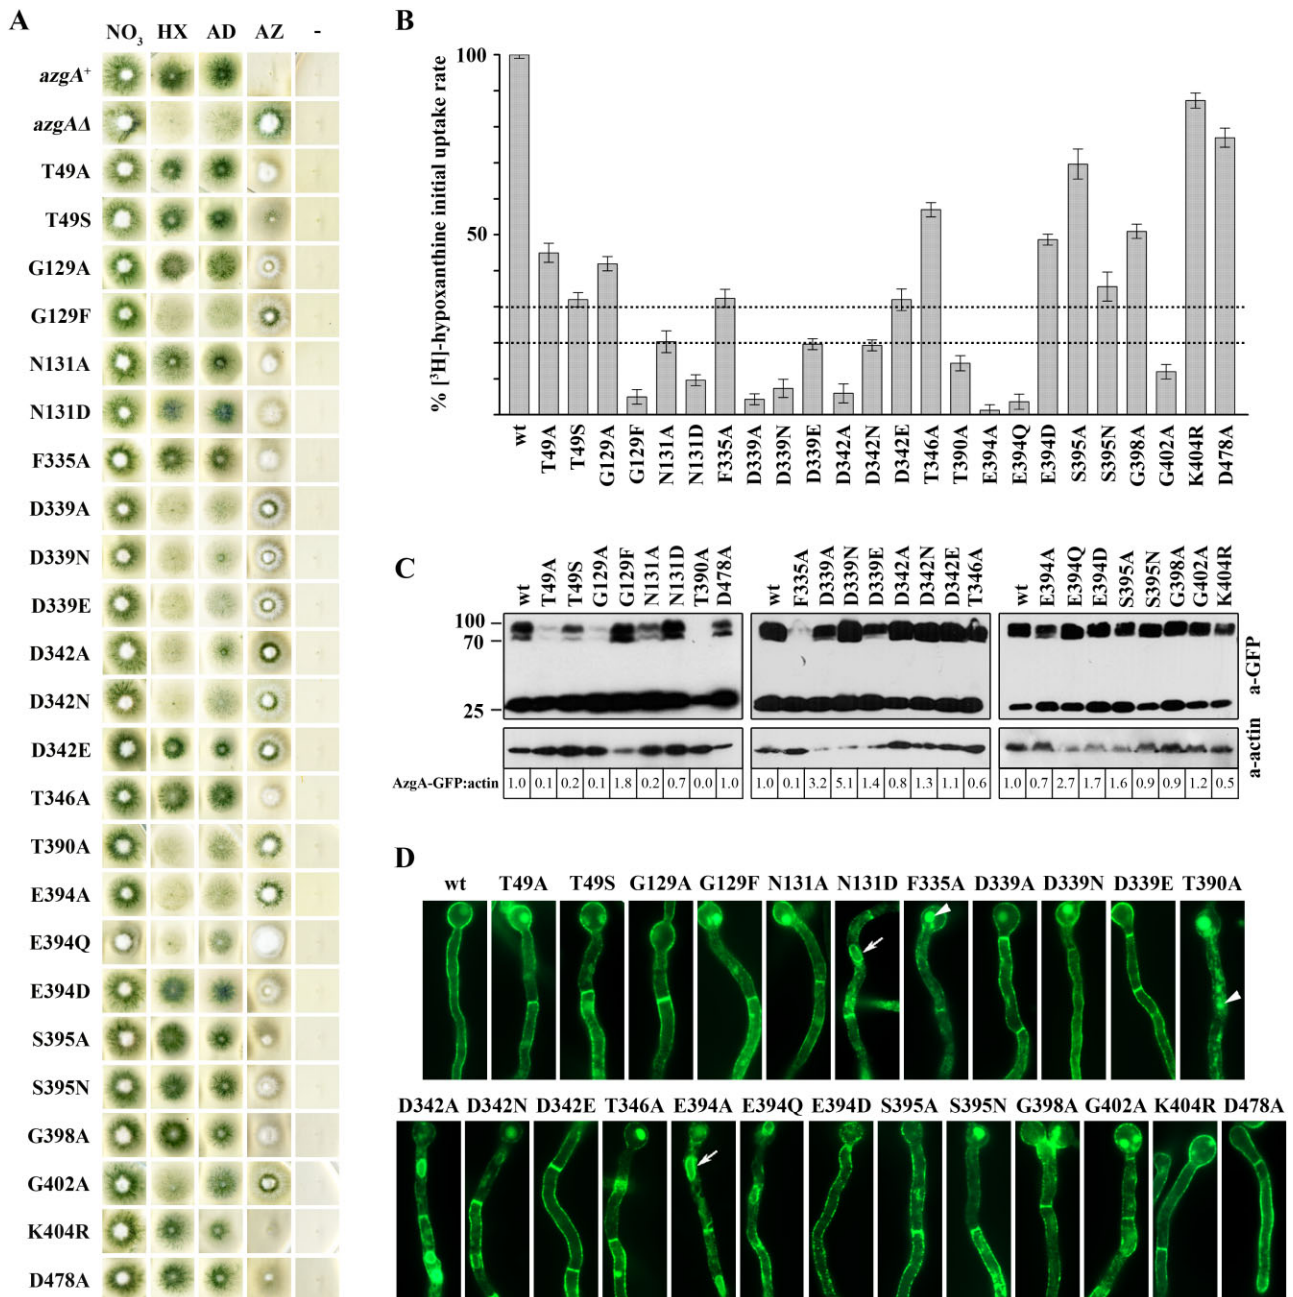 A
NO3 HX AD AZ -
azgA+
azgAΔ
T49A
T49S
G129A
G129F
N131A
N131D
F335A
D339A
D339N
D339E
D342A
D342N
D342E
T346A
T390A
E394A
E394Q
E394D
S395A
S395N
G398A
G402A
K404R
D478A
B
% [3H]-hypoxanthine initial uptake rate
100
50
wt T49A T49S G129A G129F N131A N131D F335A D339A D339N D339E D342A D342N D342E T346A T390A E394A E394Q E394D S395A S395N G398A G402A K404R D478A
C
wt T49A T49S G129A G129F N131A N131D T390A D478A
wt F335A D339A D339N D339E D342A D342N D342E T346A
wt E394A E394Q E394D S395A S395N G398A G402A K404R
100
70
25
a-GFP
a-actin
AzgA-GFP:actin
1.0 0.1 0.2 0.1 1.8 0.2 0.7 0.0 1.0
1.0 0.1 3.2 5.1 1.4 0.8 1.3 1.1 0.6
1.0 0.7 2.7 1.7 1.6 0.9 0.9 1.2 0.5
D
wt T49A T49S G129A G129F N131A N131D F335A D339A D339N D339E T390A
D342A D342N D342E T346A E394A E394Q E394D S395A S395N G398A G402A K404R D478A